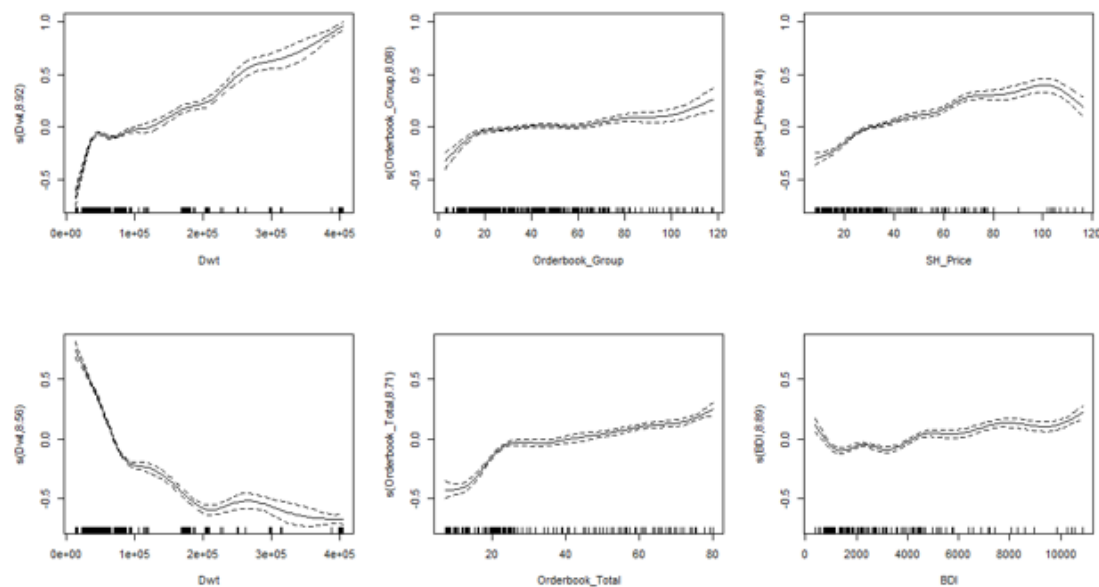 s(Dwt,8.92)
1.0
0.5
0.0
-0.5
0e+00 1e+05 2e+05 3e+05 4e+05
Dwt
s(Orderbook_Group,8.08)
1.0
0.5
0.0
-0.5
0 20 40 60 80 100 120
Orderbook_Group
s(SH_Price,8.74)
1.0
0.5
0.0
-0.5
20 40 60 80 100 120
SH_Price
s(Dwt,8.56)
0.5
0.0
-0.5
0e+00 1e+05 2e+05 3e+05 4e+05
Dwt
s(Orderbook_Total,8.71)
0.5
0.0
-0.5
20 40 60 80
Orderbook_Total
s(BDI,8.89)
0.5
0.0
-0.5
0 2000 4000 6000 8000 10000
BDI